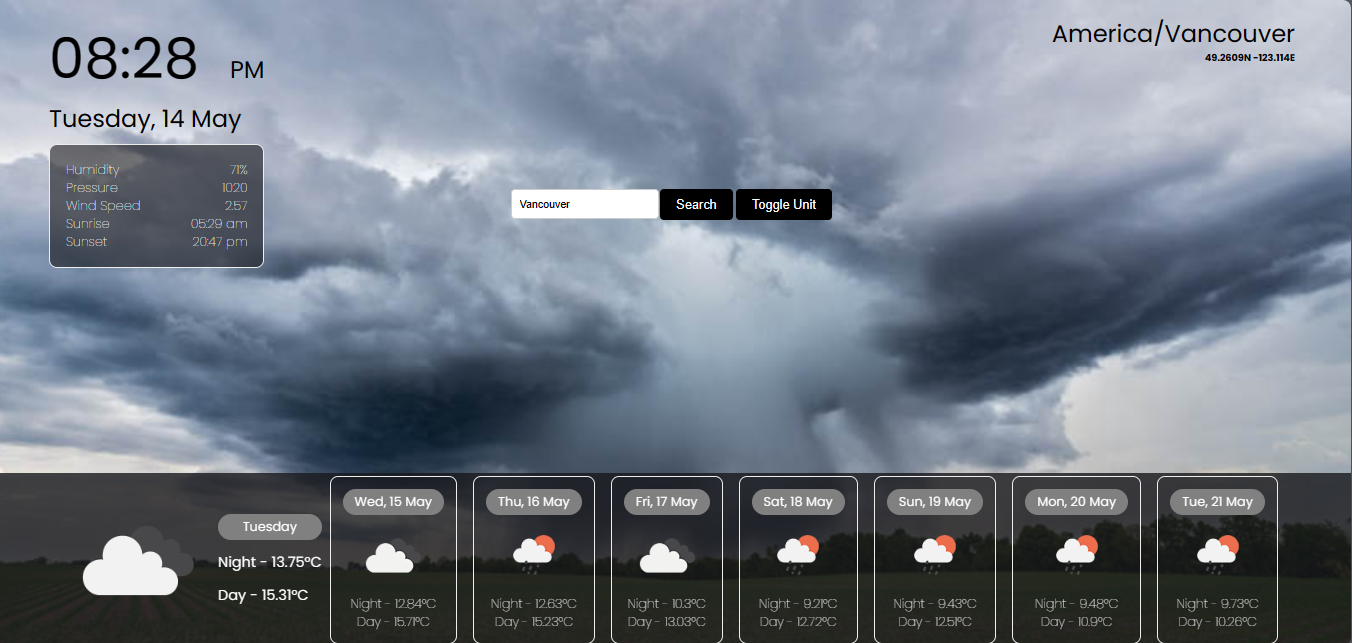 08:28 PM
Tuesday, 14 May
America/Vancouver
49.2609N -123.114E
Humidity 71%
Pressure 1020
Wind Speed 2.57
Sunrise 05:29 am
Sunset 20:47 pm
Vancouver Search Toggle Unit
Tuesday
Night - 13.75°C
Day - 15.31°C
Wed, 15 May
Night - 12.84°C
Day - 15.71°C
Thu, 16 May
Night - 12.63°C
Day - 15.23°C
Fri, 17 May
Night - 10.3°C
Day - 13.03°C
Sat, 18 May
Night - 9.21°C
Day - 12.72°C
Sun, 19 May
Night - 9.43°C
Day - 12.51°C
Mon, 20 May
Night - 9.48°C
Day - 10.9°C
Tue, 21 May
Night - 9.73°C
Day - 10.26°C